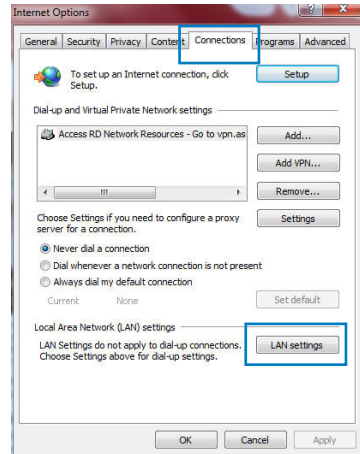 Internet Options
General Security Privacy Content Connections Programs Advanced
To set up an Internet connection, click
Setup.
Setup
Dial-up and Virtual Private Network settings
Access RD Network Resources - Go to vpn.as
Add...
Add VPN...
Remove...
Choose Settings if you need to configure a proxy
server for a connection.
Settings
Never dial a connection
Dial whenever a network connection is not present
Always dial my default connection
Current None
Set default
Local Area Network (LAN) settings
LAN Settings do not apply to dial-up connections.
Choose Settings above for dial-up settings.
LAN settings
OK Cancel Apply